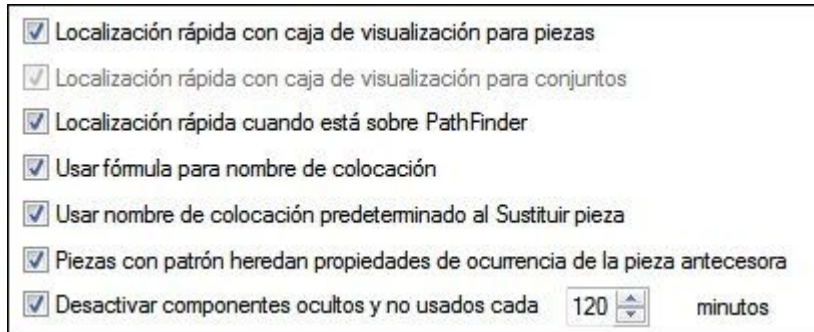 Localización rápida con caja de visualización para piezas
Localización rápida con caja de visualización para conjuntos
Localización rápida cuando está sobre PathFinder
Usar fórmula para nombre de colocación
Usar nombre de colocación predeterminado al Sustituir pieza
Piezas con patrón heredan propiedades de ocurrencia de la pieza antecesora
Desactivar componentes ocultos y no usados cada 120 minutos